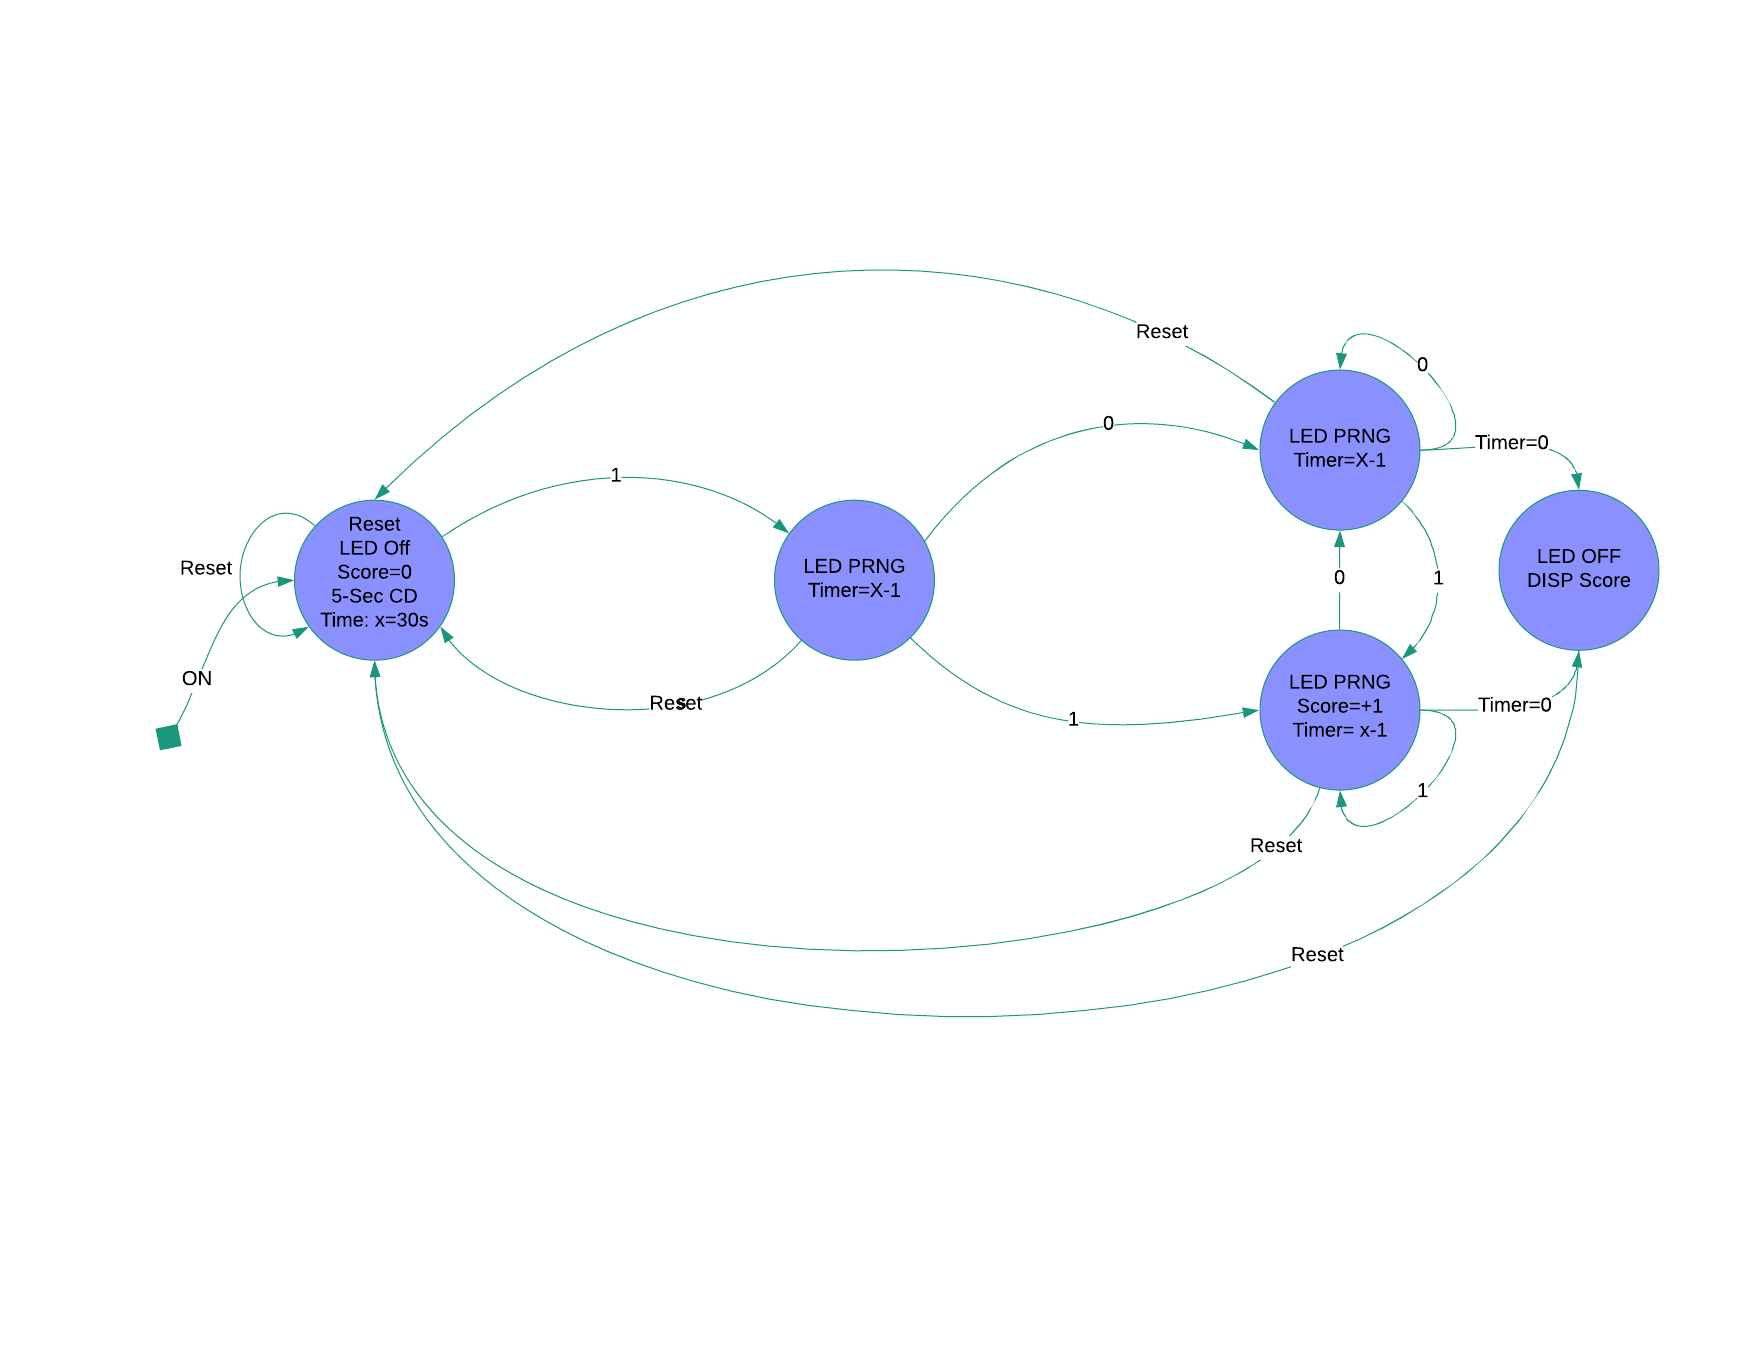 Reset
0
Timer=0
LED PRNG
Timer=X-1
0
1
Reset
LED Off
Score=0
5-Sec CD
Time: x=30s
Reset
ON
LED PRNG
Timer=X-1
Reset
0
1
LED OFF
DISP Score
1
LED PRNG
Score=+1
Timer= x-1
Timer=0
1
Reset
Reset